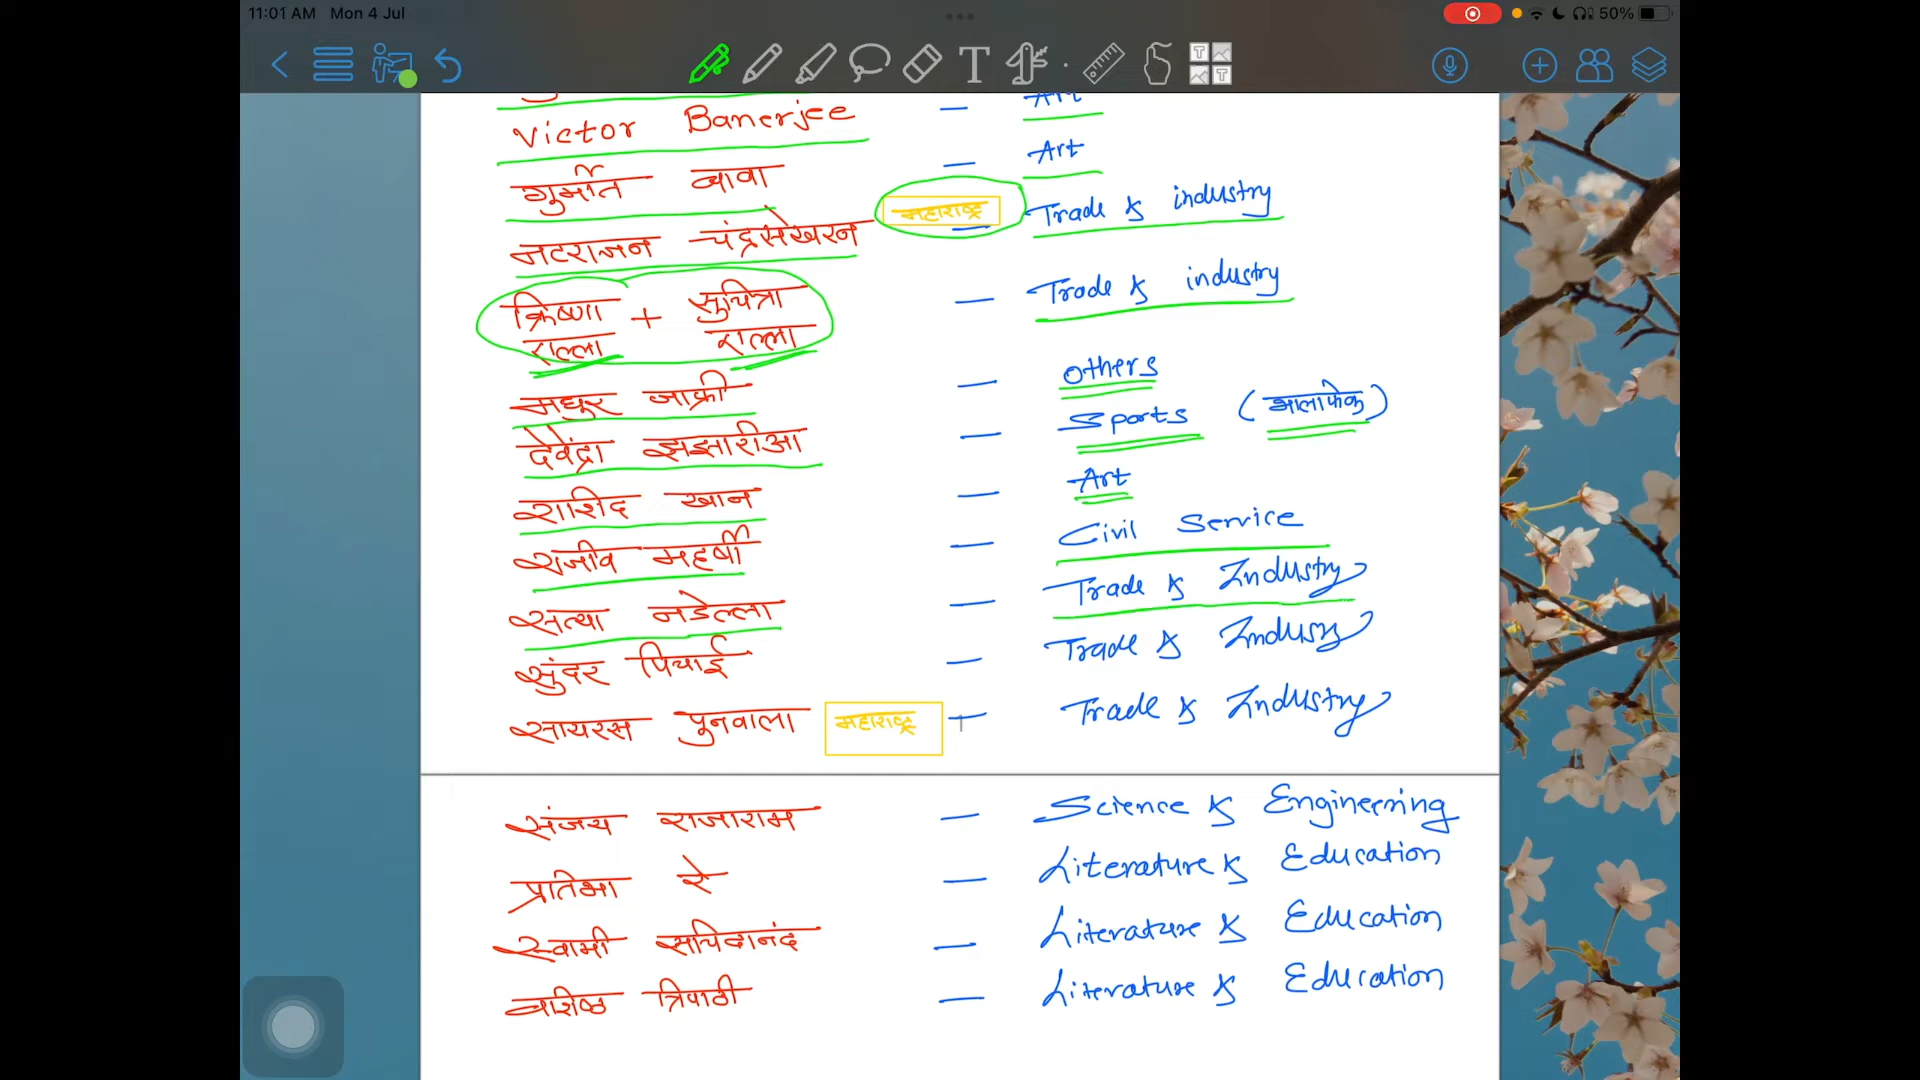 11:01 AM Mon 4 Jul
50%
Art
Victor Banerjee — Art
गुर्मीत बावा — Art
नटराजन चंद्रसेखरन महाराष्ट्र — Trade & industry
क्रिष्णा एल्ला + सुचित्रा एल्ला — Trade & industry
मधूर जाफ्री — Others
देवेंद्रा झाझारीआ — Sports (भालाफेक)
राशिद खान — Art
राजीव महर्षी — Civil Service
सत्या नडेल्ला — Trade & Industry
सुंदर पिचाई — Trade & Industry
सायरस पुनवाला महाराष्ट्र — Trade & Industry
संजय राजाराम — Science & Engineering
प्रतिभा रे — Literature & Education
स्वामी सचिदानंद — Literature & Education
वशिष्ठ त्रिपाठी — Literature & Education